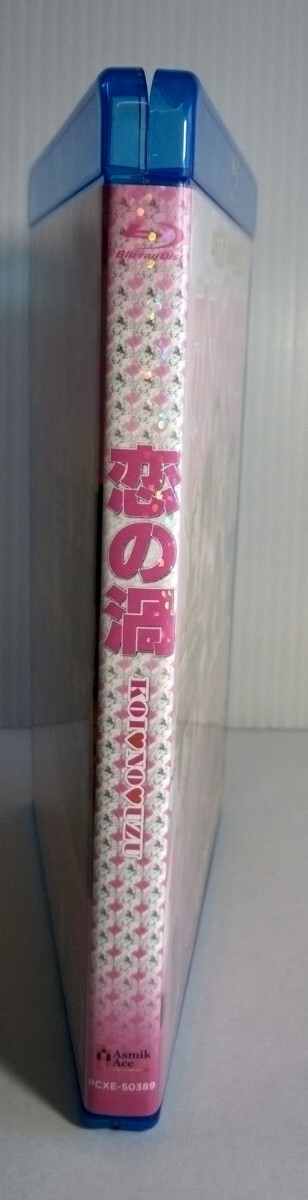 Blu-ray Disc
恋の渦
KOI♥NO♥UZU
Asmik
Ace
PCXE-50389